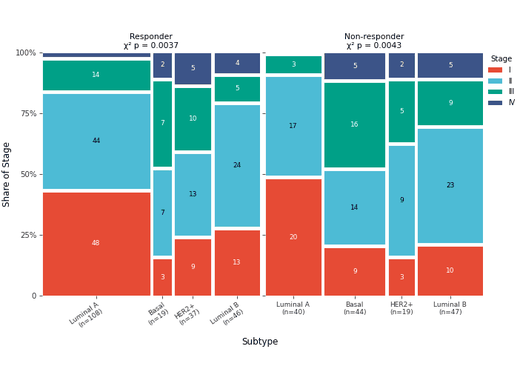 Responder
χ² p = 0.0037
Non-responder
χ² p = 0.0043
Stage
I
II
III
IV
Share of Stage
100%
75%
50%
25%
0
14
44
48
2
7
7
3
5
10
13
9
4
5
24
13
3
17
20
5
16
14
9
2
5
9
3
5
9
23
10
Luminal A
(n=108)
Basal
(n=19)
HER2+
(n=37)
Luminal B
(n=46)
Luminal A
(n=40)
Basal
(n=44)
HER2+
(n=19)
Luminal B
(n=47)
Subtype